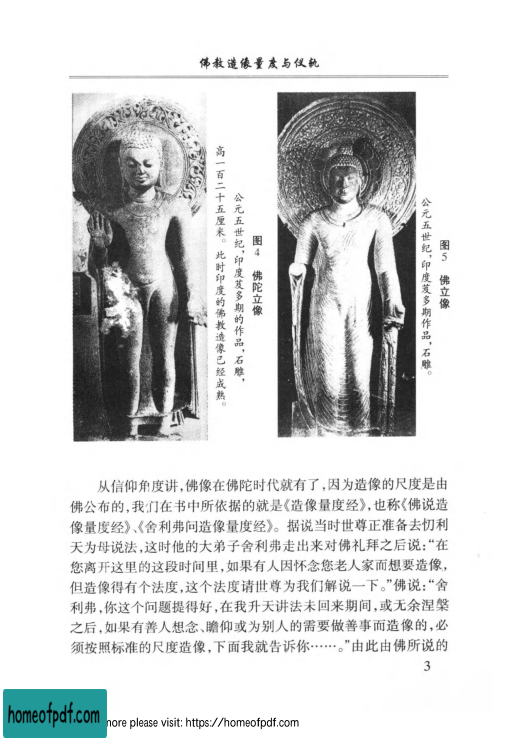 佛教造像量度与仪轨
图4 佛陀立像
公元五世纪,印度芨多期的作品,石雕,
高一百二十五厘米。此时印度的佛教造像已经成熟。
图5 佛立像
公元五世纪,印度芨多期作品,石雕。
从信仰角度讲,佛像在佛陀时代就有了,因为造像的尺度是由
佛公布的,我们在书中所依据的就是《造像量度经》,也称《佛说造
像量度经》、《舍利弗问造像量度经》。据说当时世尊正准备去忉利
天为母说法,这时他的大弟子舍利弗走出来对佛礼拜之后说:“在
您离开这里的这段时间里,如果有人因怀念您老人家而想要造像,
但造像得有个法度,这个法度请世尊为我们解说一下。”佛说:“舍
利弗,你这个问题提得好,在我升天讲法未回来期间,或无余涅槃
之后,如果有善人想念、瞻仰或为别人的需要做善事而造像的,必
须按照标准的尺度造像,下面我就告诉你……。”由此由佛所说的
3
homeofpdf.com
more please visit: https://homeofpdf.com